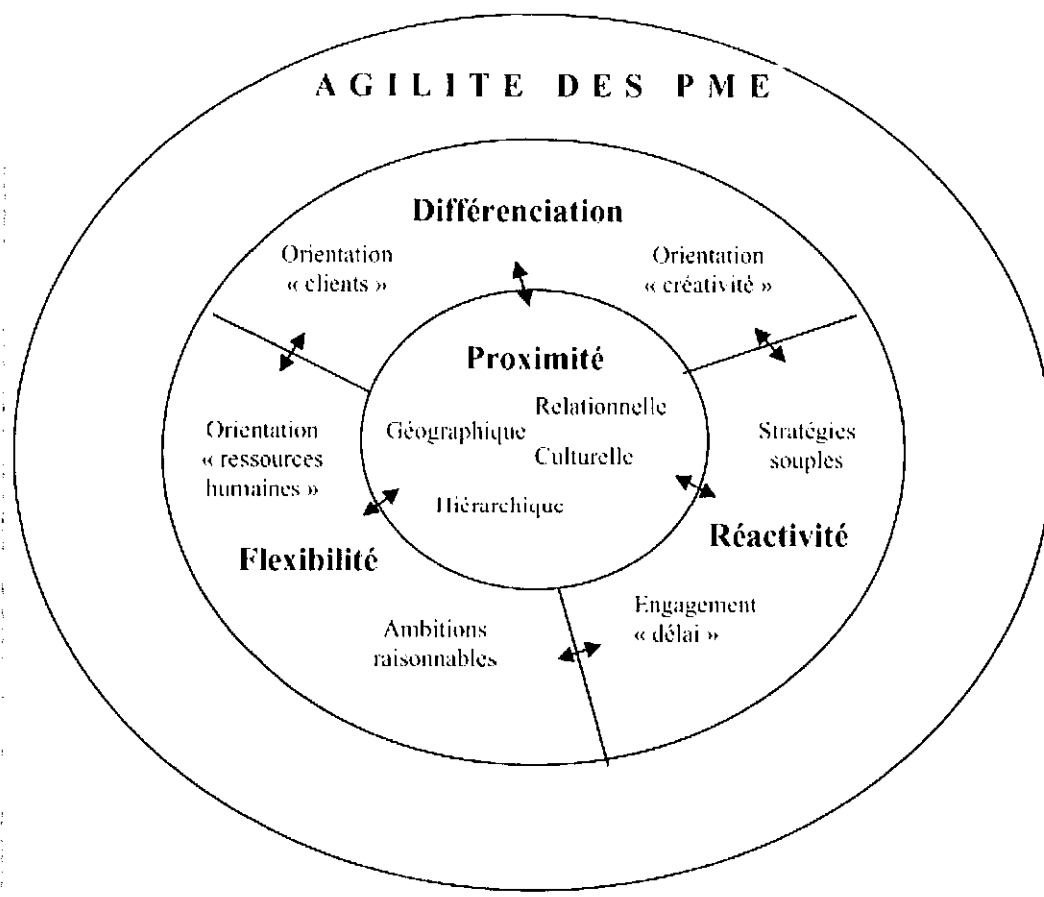 AGILITE DES PME
Différenciation
Orientation
« clients »
Orientation
« créativité »
Proximité
Relationnelle
Géographique
Culturelle
Hiérarchique
Orientation
« ressources
humaines »
Stratégies
souples
Flexibilité
Réactivité
Ambitions
raisonnables
Engagement
« délai »